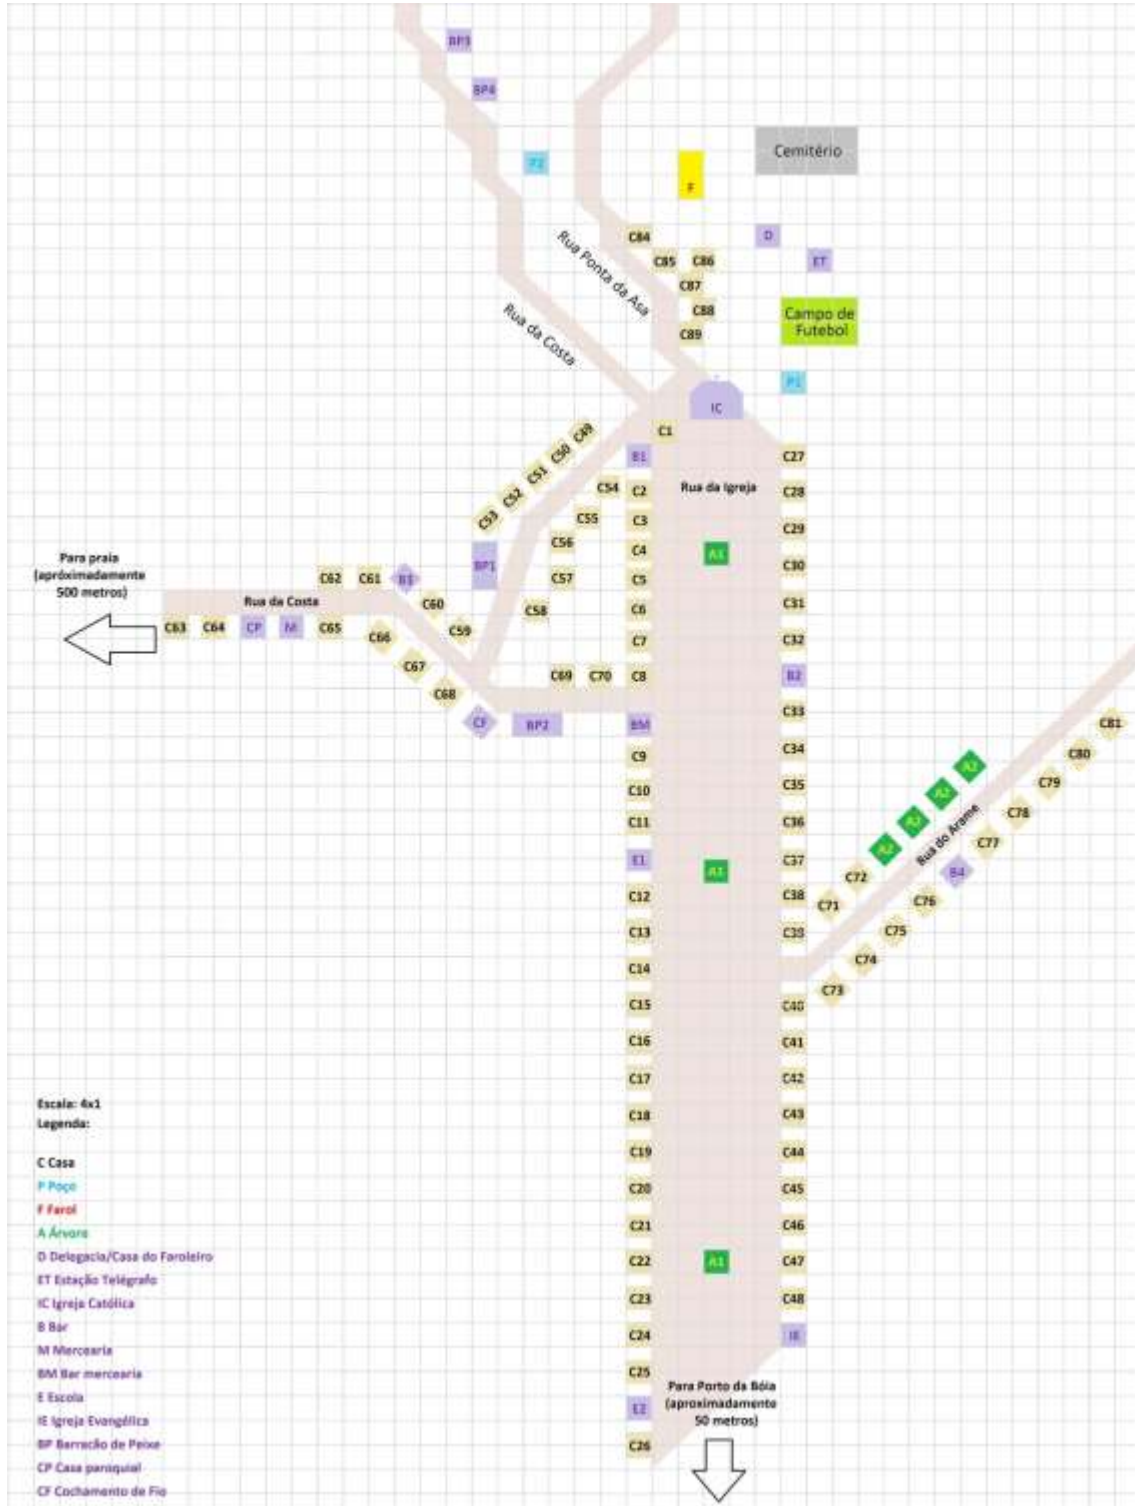 BP3
BP4
Cemitério
P2
F
C84
D
C85 C86
ET
C87
Rua Ponta da Asa
C88
Campo de
Futebol
Rua da Costa
C89
P1
IC
C1
C49
B1
C27
C50
C51
C54
C2
Rua da Igreja
C28
C52
C53
C55
C3
C29
C56
C4
A1
Para praia
(apróximadamente
500 metros)
BP1
C30
C62
C61
B3
C57
C5
Rua da Costa
C60
C58
C6
C31
C63
C64
CP
M
C65
C66
C59
C7
C32
C67
C69
C70
C8
B2
C68
CF
BP2
BM
C33
C81
C9
C34
C80
A2
C10
C35
A2
C79
C11
A2
C36
C78
A2
Rua do Arame
C77
E1
C37
A1
C72
B4
C12
C38
C71
C76
C13
C39
C75
C14
C74
C15
C40
C73
C16
C41
C17
C42
C18
C43
C19
C44
C20
C45
C21
C46
C22
A1
C47
C23
C48
C24
IE
C25
Para Porto da Bóia
(aproximadamente
50 metros)
E2
C26
Escala: 4x1
Legenda:
C Casa
P Poço
F Farol
A Árvore
D Delegacia/Casa do Faroleiro
ET Estação Telégrafo
IC Igreja Católica
B Bar
M Mercearia
BM Bar mercearia
E Escola
IE Igreja Evangélica
BP Barracão de Peixe
CP Casa paroquial
CF Cochamento de Fio